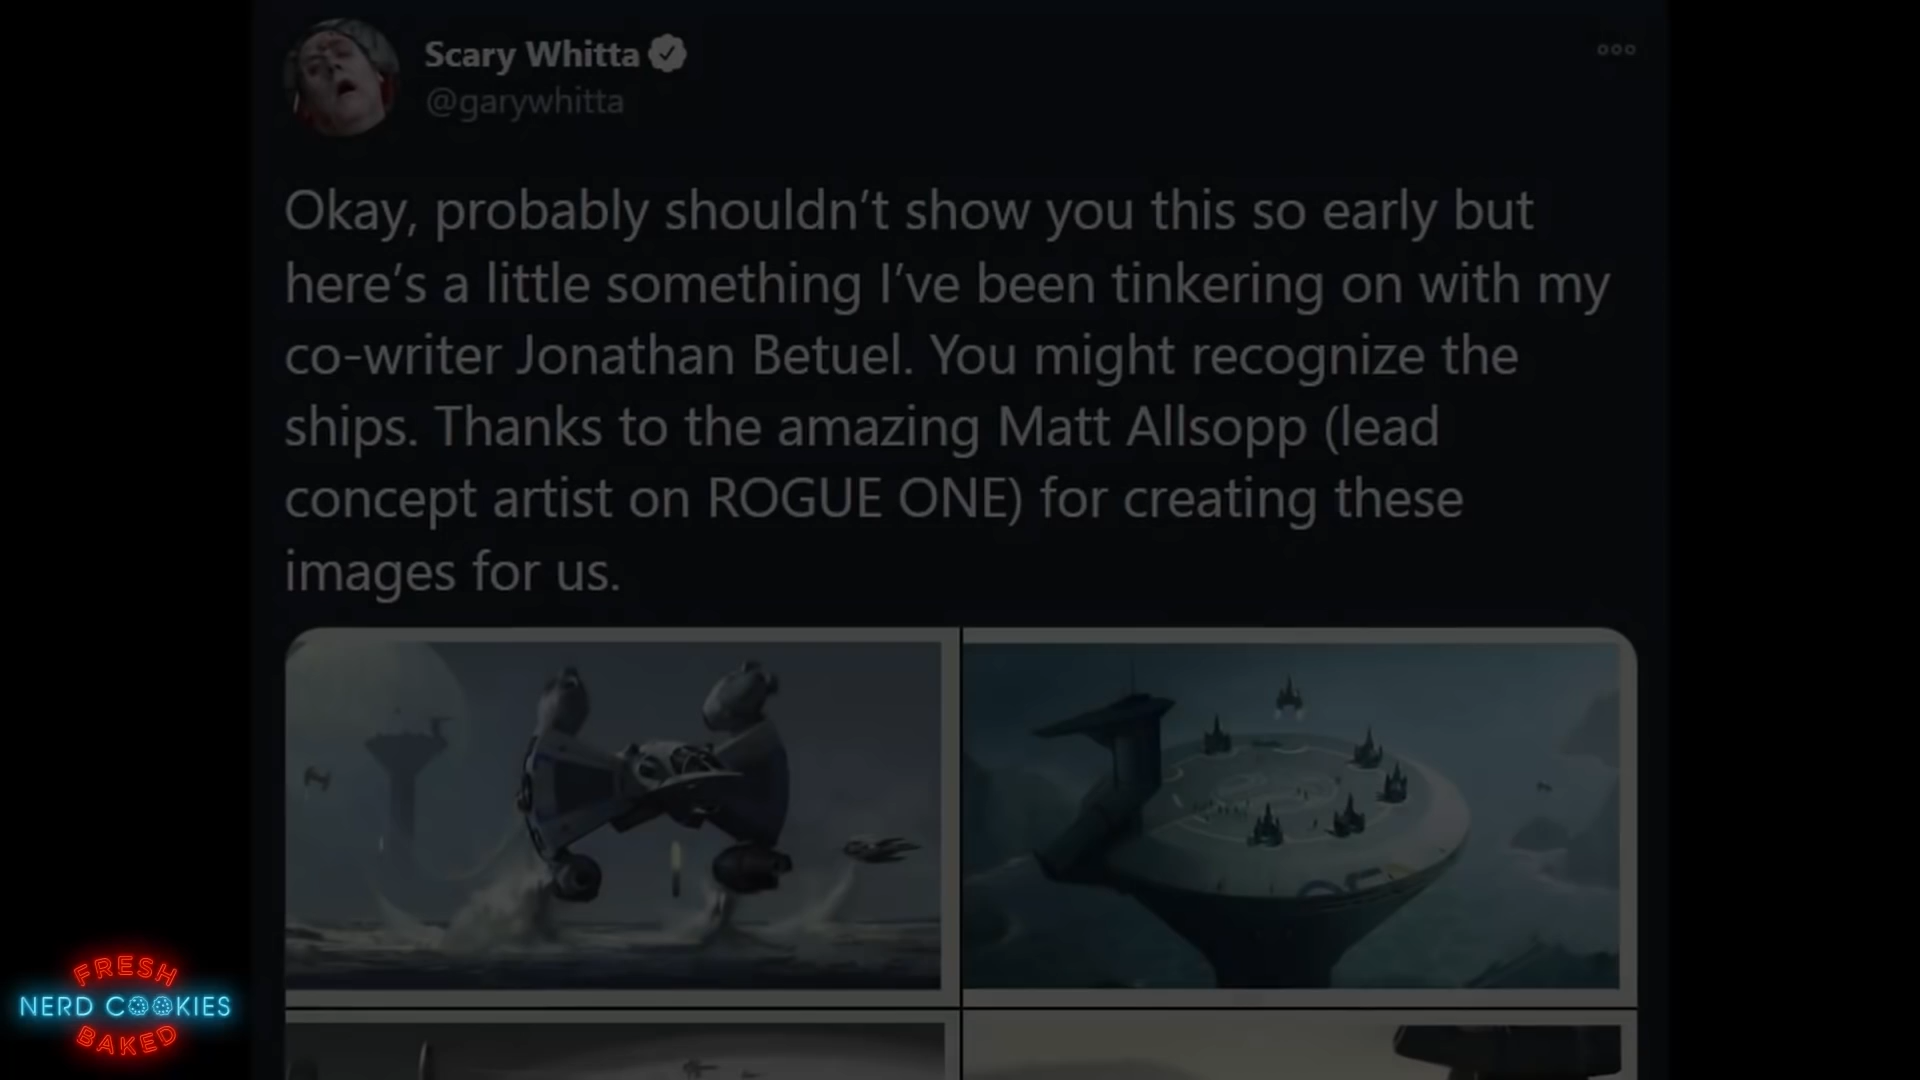 Scary Whitta
@garywhitta
Okay, probably shouldn’t show you this so early but
here’s a little something I’ve been tinkering on with my
co-writer Jonathan Betuel. You might recognize the
ships. Thanks to the amazing Matt Allsopp (lead
concept artist on ROGUE ONE) for creating these
images for us.
FRESH
NERD COOKIES
BAKED